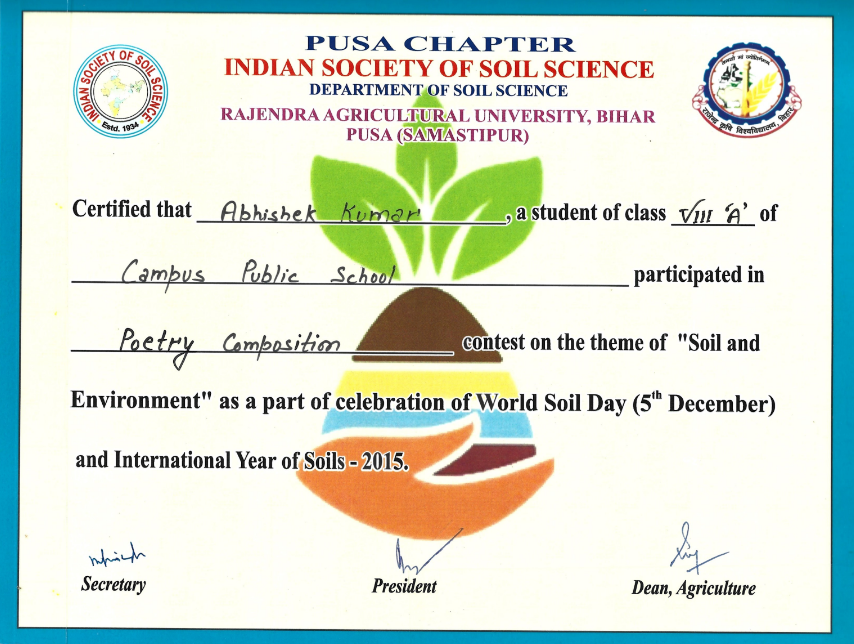 PUSA CHAPTER
INDIAN SOCIETY OF SOIL SCIENCE
DEPARTMENT OF SOIL SCIENCE
RAJENDRA AGRICULTURAL UNIVERSITY, BIHAR
PUSA (SAMASTIPUR)
INDIAN SOCIETY OF SOIL SCIENCE
Estd. 1934
राजेन्द्र कृषि विश्वविद्यालय, बिहार
Certified that Abhishek Kumar, a student of class VIII 'A' of
Campus Public School participated in
Poetry Composition contest on the theme of "Soil and
Environment" as a part of celebration of World Soil Day (5th December)
and International Year of Soils - 2015.
Secretary
President
Dean, Agriculture